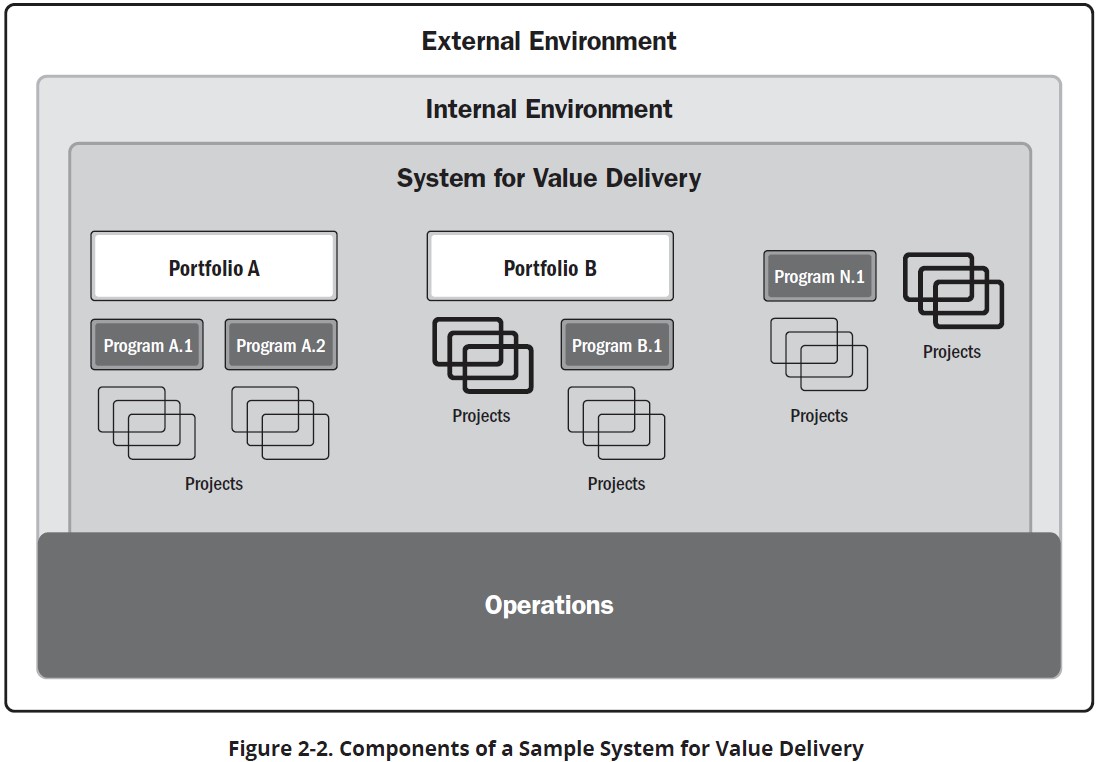 External Environment
Internal Environment
System for Value Delivery
Portfolio A
Portfolio B
Program N.1
Projects
Program A.1
Program A.2
Program B.1
Projects
Projects
Projects
Projects
Operations
Figure 2-2. Components of a Sample System for Value Delivery